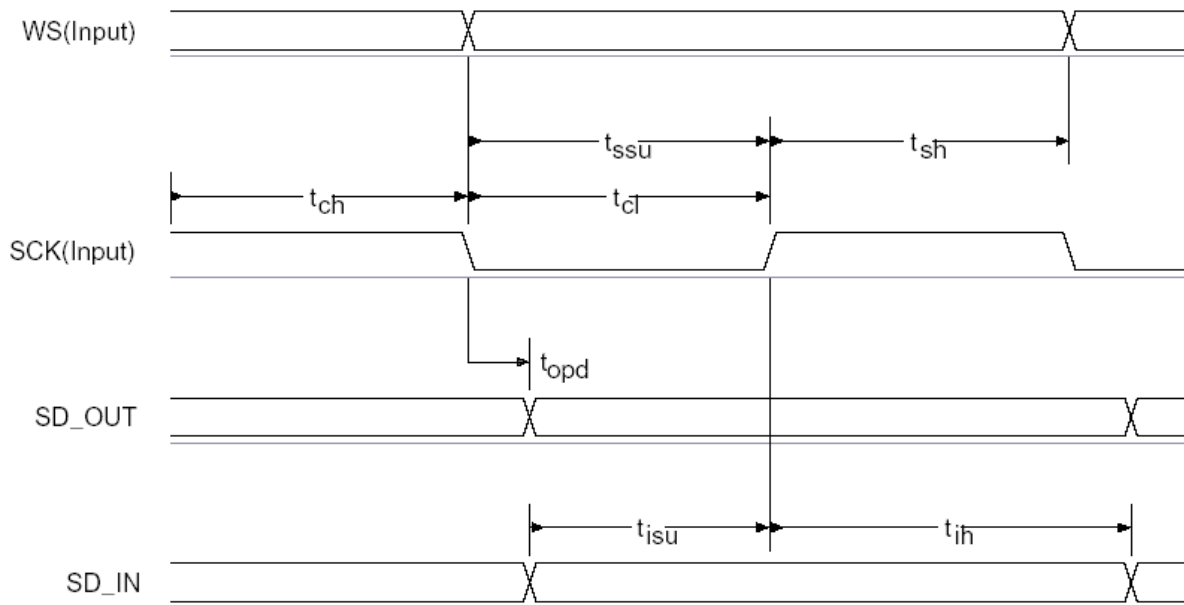 WS(Input)
tssu
tsh
tch
tcl
SCK(Input)
topd
SD_OUT
tisu
tih
SD_IN